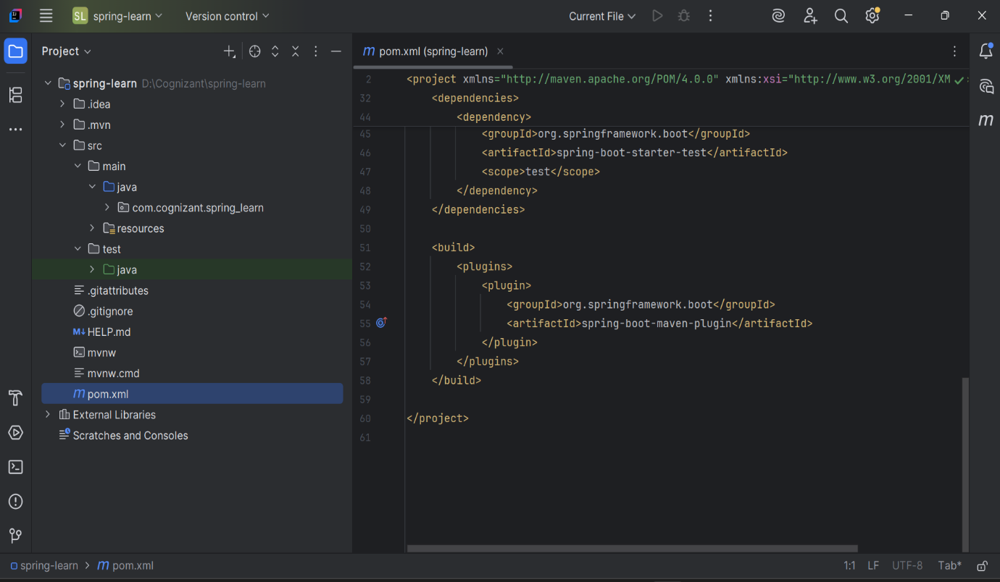 SL spring-learn Version control Current File
Project
pom.xml (spring-learn)
spring-learn D:\Cognizant\spring-learn
.idea
.mvn
src
main
java
com.cognizant.spring_learn
resources
test
java
.gitattributes
.gitignore
M↓ HELP.md
mvnw
mvnw.cmd
m pom.xml
External Libraries
Scratches and Consoles
2 <project xmlns="http://maven.apache.org/POM/4.0.0" xmlns:xsi="http://www.w3.org/2001/XM
32 <dependencies>
44 <dependency>
45 <groupId>org.springframework.boot</groupId>
46 <artifactId>spring-boot-starter-test</artifactId>
47 <scope>test</scope>
48 </dependency>
49 </dependencies>
50
51 <build>
52 <plugins>
53 <plugin>
54 <groupId>org.springframework.boot</groupId>
55 <artifactId>spring-boot-maven-plugin</artifactId>
56 </plugin>
57 </plugins>
58 </build>
59
60 </project>
61
spring-learn > m pom.xml 1:1 LF UTF-8 Tab*